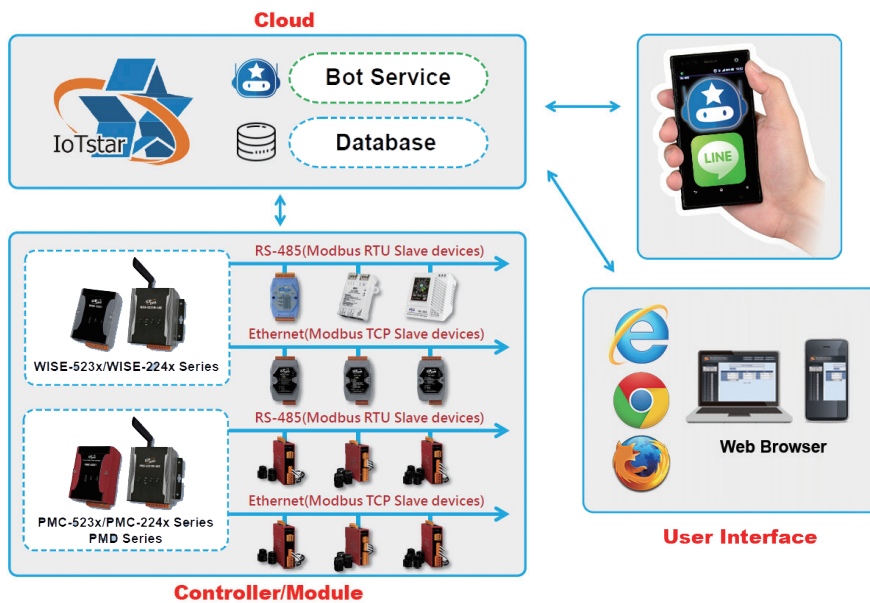 Cloud
IoTstar
Bot Service
Database
LINE
RS-485(Modbus RTU Slave devices)
Ethernet(Modbus TCP Slave devices)
WISE-523x/WISE-224x Series
RS-485(Modbus RTU Slave devices)
Ethernet(Modbus TCP Slave devices)
PMC-523x/PMC-224x Series
PMD Series
Controller/Module
Web Browser
User Interface